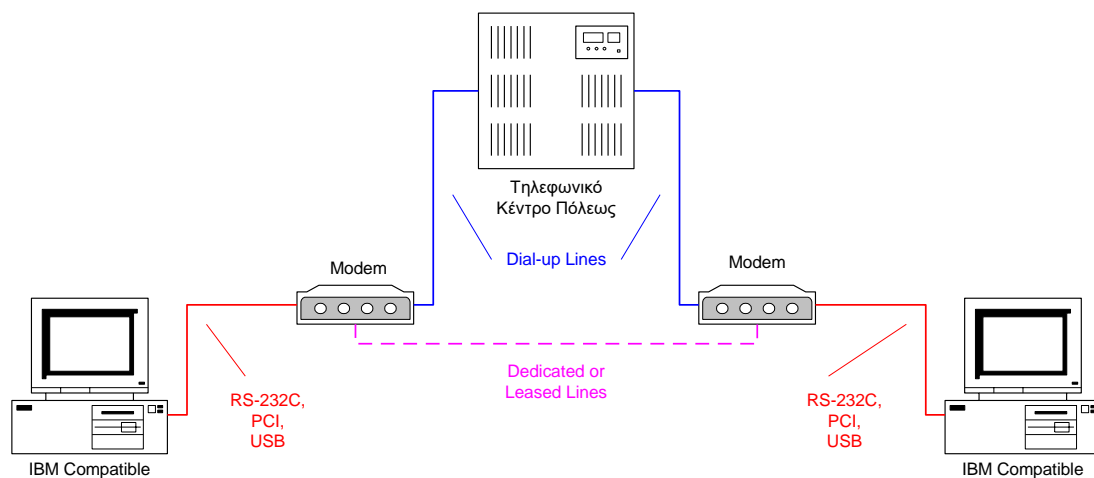 Τηλεφωνικό
Κέντρο Πόλεως
Dial-up Lines
Modem
Modem
Dedicated or
Leased Lines
RS-232C,
PCI,
USB
RS-232C,
PCI,
USB
IBM Compatible
IBM Compatible